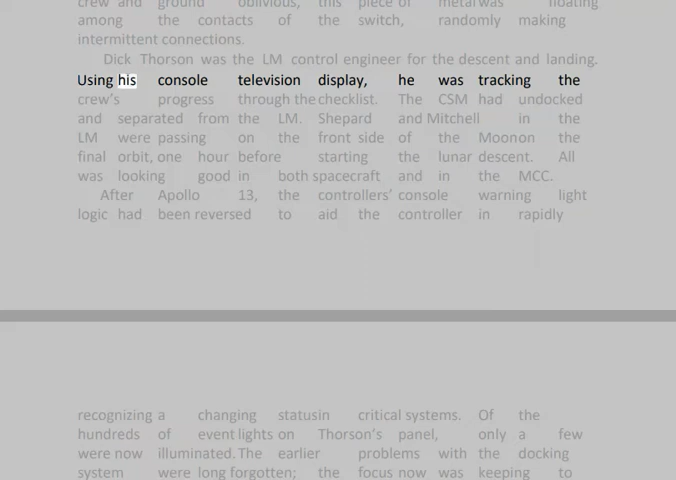 crew and ground oblivious, this piece of metal was floating
among the contacts of the switch, randomly making
intermittent connections.
Dick Thorson was the LM control engineer for the descent and landing.
Using his console television display, he was tracking the
crew's progress through the checklist. The CSM had undocked
and separated from the LM. Shepard and Mitchell in the
LM were passing on the front side of the Moon on the
final orbit, one hour before starting the lunar descent. All
was looking good in both spacecraft and in the MCC.
After Apollo 13, the controllers' console warning light
logic had been reversed to aid the controller in rapidly
recognizing a changing status in critical systems. Of the
hundreds of event lights on Thorson's panel, only a few
were now illuminated. The earlier problems with the docking
system were long forgotten; the focus now was keeping to